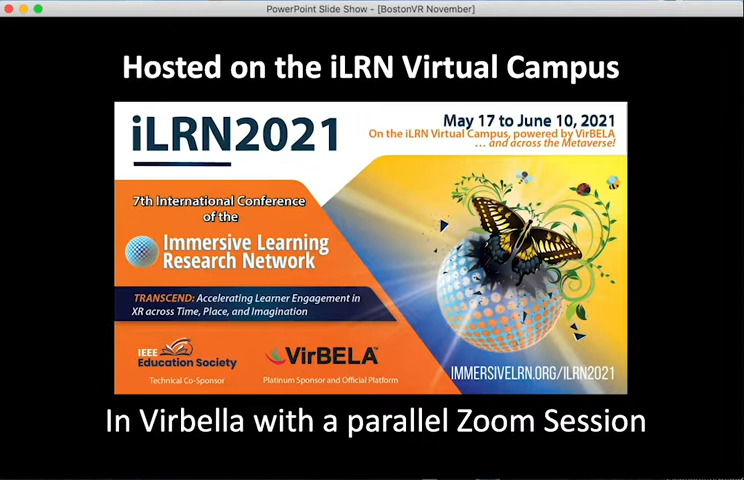 PowerPoint Slide Show - [BostonVR November]
Hosted on the iLRN Virtual Campus
iLRN2021
May 17 to June 10, 2021
On the iLRN Virtual Campus, powered by VirBELA
... and across the Metaverse!
7th International Conference
of the
Immersive Learning
Research Network
TRANSCEND: Accelerating Learner Engagement in
XR across Time, Place, and Imagination
IEEE
Education Society
Technical Co-Sponsor
VirBELA™
Platinum Sponsor and Official Platform
IMMERSIVELRN.ORG/ILRN2021
In Virbella with a parallel Zoom Session